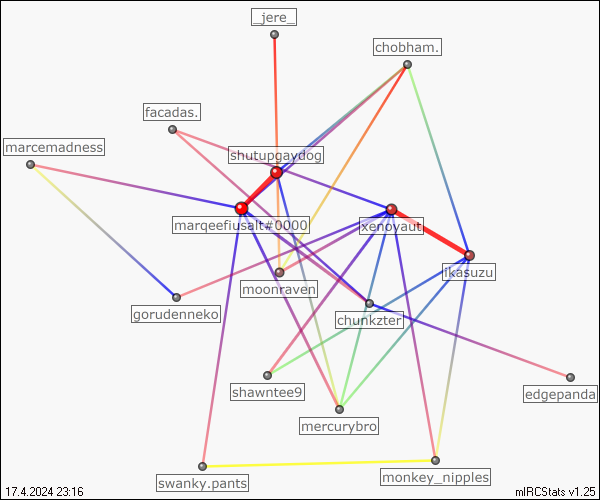 _jere_
chobham.
facadas.
marcemadness
shutupgaydog
marqeefiusalt#0000
xenoyaut
ikasuzu
moonraven
gorudenneko
chunkzter
shawntee9
edgepanda
mercurybro
monkey_nipples
swanky.pants
17.4.2024 23:16
mIRCStats v1.25